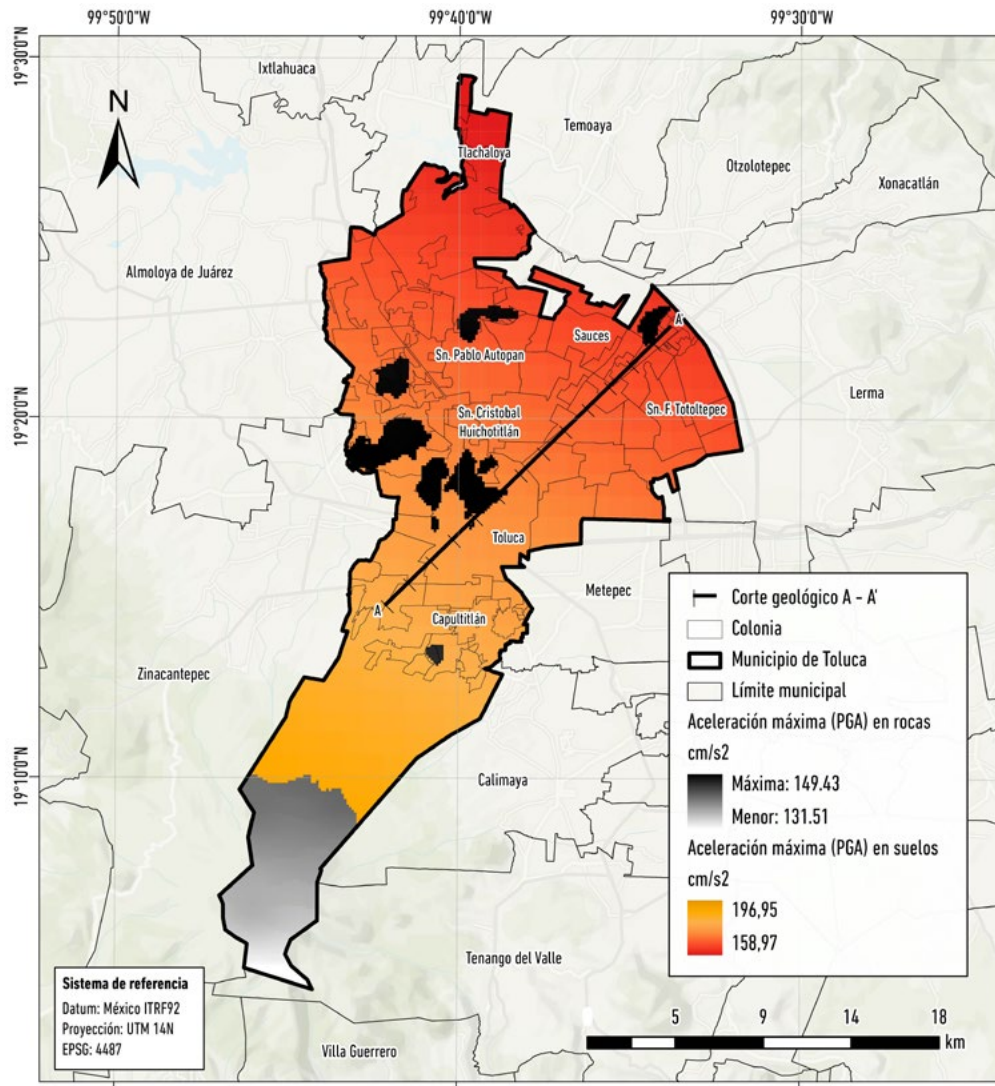 99°50'0"W
99°40'0"W
99°30'0"W
19°30'0"N
19°20'0"N
19°10'0"N
N
Ixtlahuaca
Temoaya
Otzolotepec
Xonacatlán
Tlachaloya
Almoloya de Juárez
Sauces
A'
Sn. Pablo Autopan
Lerma
Sn. Cristobal
Huichotitlán
Sn. F. Totoltepec
Toluca
Metepec
A
Capultitlán
Zinacantepec
Calimaya
Tenango del Valle
Villa Guerrero
Corte geológico A - A'
Colonia
Municipio de Toluca
Límite municipal
Aceleración máxima (PGA) en rocas
cm/s2
Máxima: 149.43
Menor: 131.51
Aceleración máxima (PGA) en suelos
cm/s2
196,95
158,97
Sistema de referencia
Datum: México ITRF92
Proyección: UTM 14N
EPSG: 4487
5
9
14
18
km